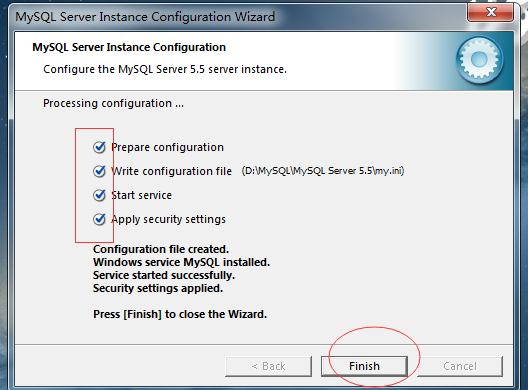 MySQL Server Instance Configuration Wizard
MySQL Server Instance Configuration
Configure the MySQL Server 5.5 server instance.
Processing configuration ...
Prepare configuration
Write configuration file (D:\MySQL\MySQL Server 5.5\my.ini)
Start service
Apply security settings
Configuration file created.
Windows service MySQL installed.
Service started successfully.
Security settings applied.
Press [Finish] to close the Wizard.
< Back Finish Cancel